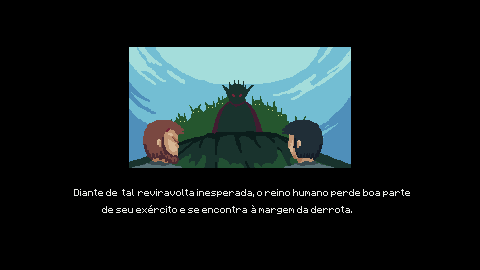 Diante de tal reviravolta inesperada, o reino humano perde boa parte
de seu exército e se encontra à margem da derrota.